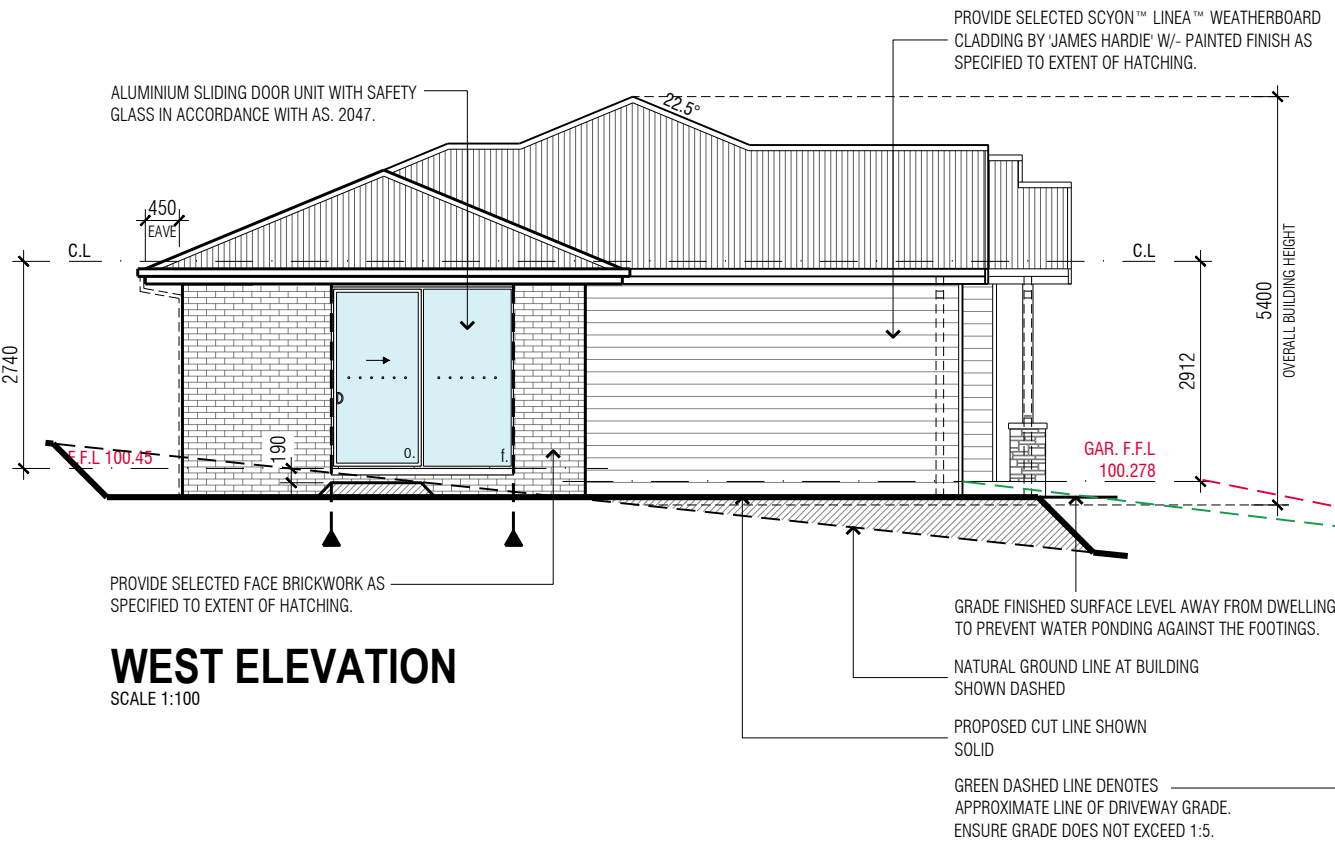 PROVIDE SELECTED SCYON™ LINEA™ WEATHERBOARD
CLADDING BY 'JAMES HARDIE' W/- PAINTED FINISH AS
SPECIFIED TO EXTENT OF HATCHING.
ALUMINIUM SLIDING DOOR UNIT WITH SAFETY
GLASS IN ACCORDANCE WITH AS. 2047.
22.5°
450
EAVE
C.L
C.L
2740
5400
OVERALL BUILDING HEIGHT
2912
190
F.F.L 100.45
o.
f.
GAR. F.F.L
100.278
PROVIDE SELECTED FACE BRICKWORK AS
SPECIFIED TO EXTENT OF HATCHING.
WEST ELEVATION
SCALE 1:100
GRADE FINISHED SURFACE LEVEL AWAY FROM DWELLING
TO PREVENT WATER PONDING AGAINST THE FOOTINGS.
NATURAL GROUND LINE AT BUILDING
SHOWN DASHED
PROPOSED CUT LINE SHOWN
SOLID
GREEN DASHED LINE DENOTES
APPROXIMATE LINE OF DRIVEWAY GRADE.
ENSURE GRADE DOES NOT EXCEED 1:5.